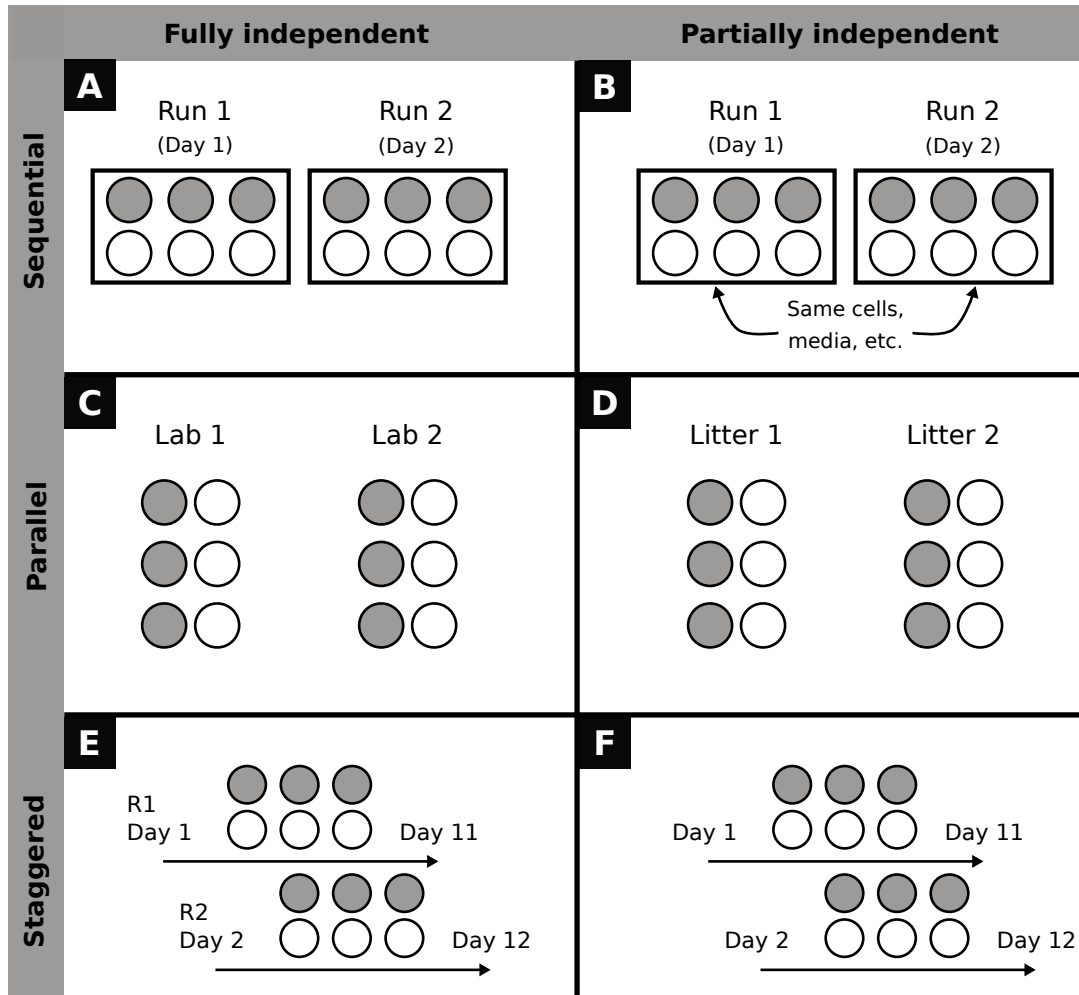 Fully independent
Partially independent
Sequential
A
Run 1
(Day 1)
Run 2
(Day 2)
B
Run 1
(Day 1)
Run 2
(Day 2)
Same cells,
media, etc.
Parallel
C
Lab 1
Lab 2
D
Litter 1
Litter 2
Staggered
E
R1
Day 1
Day 11
R2
Day 2
Day 12
F
Day 1
Day 11
Day 2
Day 12